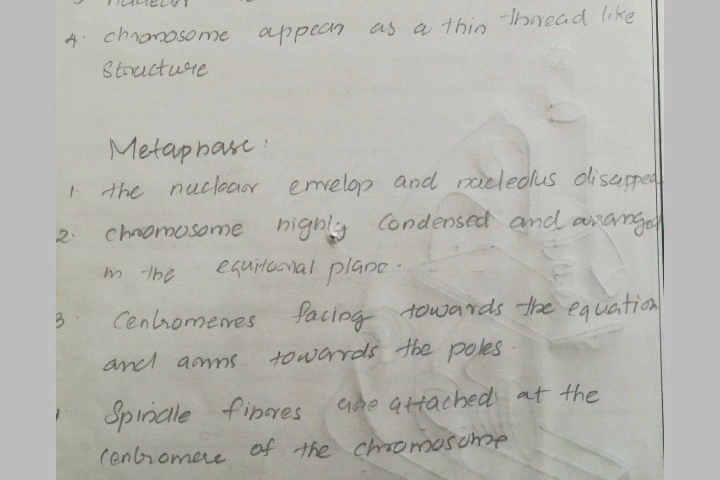 4. chromosome appears as a thin thread like
structure
Metaphase:
1. the nuclear envelop and nucleolus disappear
2. chromosome highly condensed and arranged
in the equitorial plane.
3. Centromeres facing towards the equation
and arms towards the poles.
Spindle fibres are attached at the
centromere of the chromosome